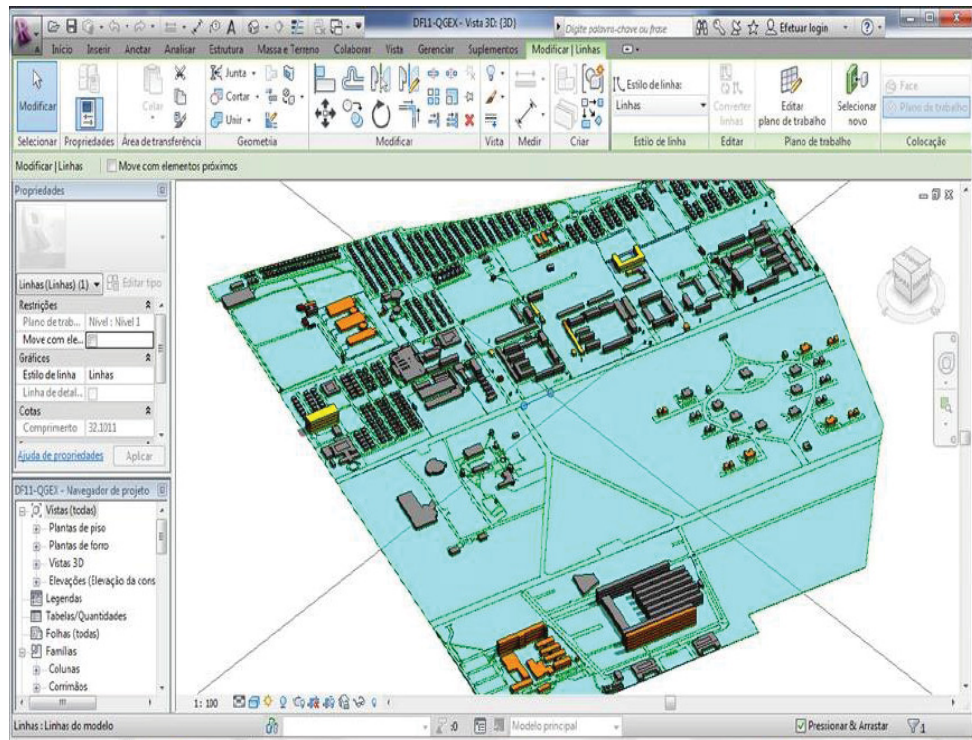 DF11-QGEX - Vista 3D: {3D}
Digite palavra-chave ou frase
Efetuar login
Início Inserir Anotar Analisar Estrutura Massa e Terreno Colaborar Vista Gerenciar Suplementos Modificar | Linhas
Modificar
Colar
Junta
Cortar
Unir
Estilo de linha:
Linhas
Converter linhas
Editar plano de trabalho
Selecionar novo
Face
Plano de trabalho
Selecionar Propriedades Área de transferência Geometria Modificar Vista Medir Criar Estilo de linha Editar Plano de trabalho Colocação
Modificar | Linhas Move com elementos próximos
Propriedades
Linhas (Linhas) (1) Editar tipo
Restrições
Plano de trab... Nível : Nível 1
Move com ele...
Gráficos
Estilo de linha Linhas
Linha de detal...
Cotas
Comprimento 32.1011
Ajuda de propriedades Aplicar
DF11-QGEX - Navegador de projeto
Vistas (todas)
Plantas de piso
Plantas de forro
Vistas 3D
Elevações (Elevação da cons
Legendas
Tabelas/Quantidades
Folhas (todas)
Famílias
Colunas
Corrimãos
1 : 100
Linhas : Linhas do modelo
:0
Modelo principal
Pressionar & Arrastar
1